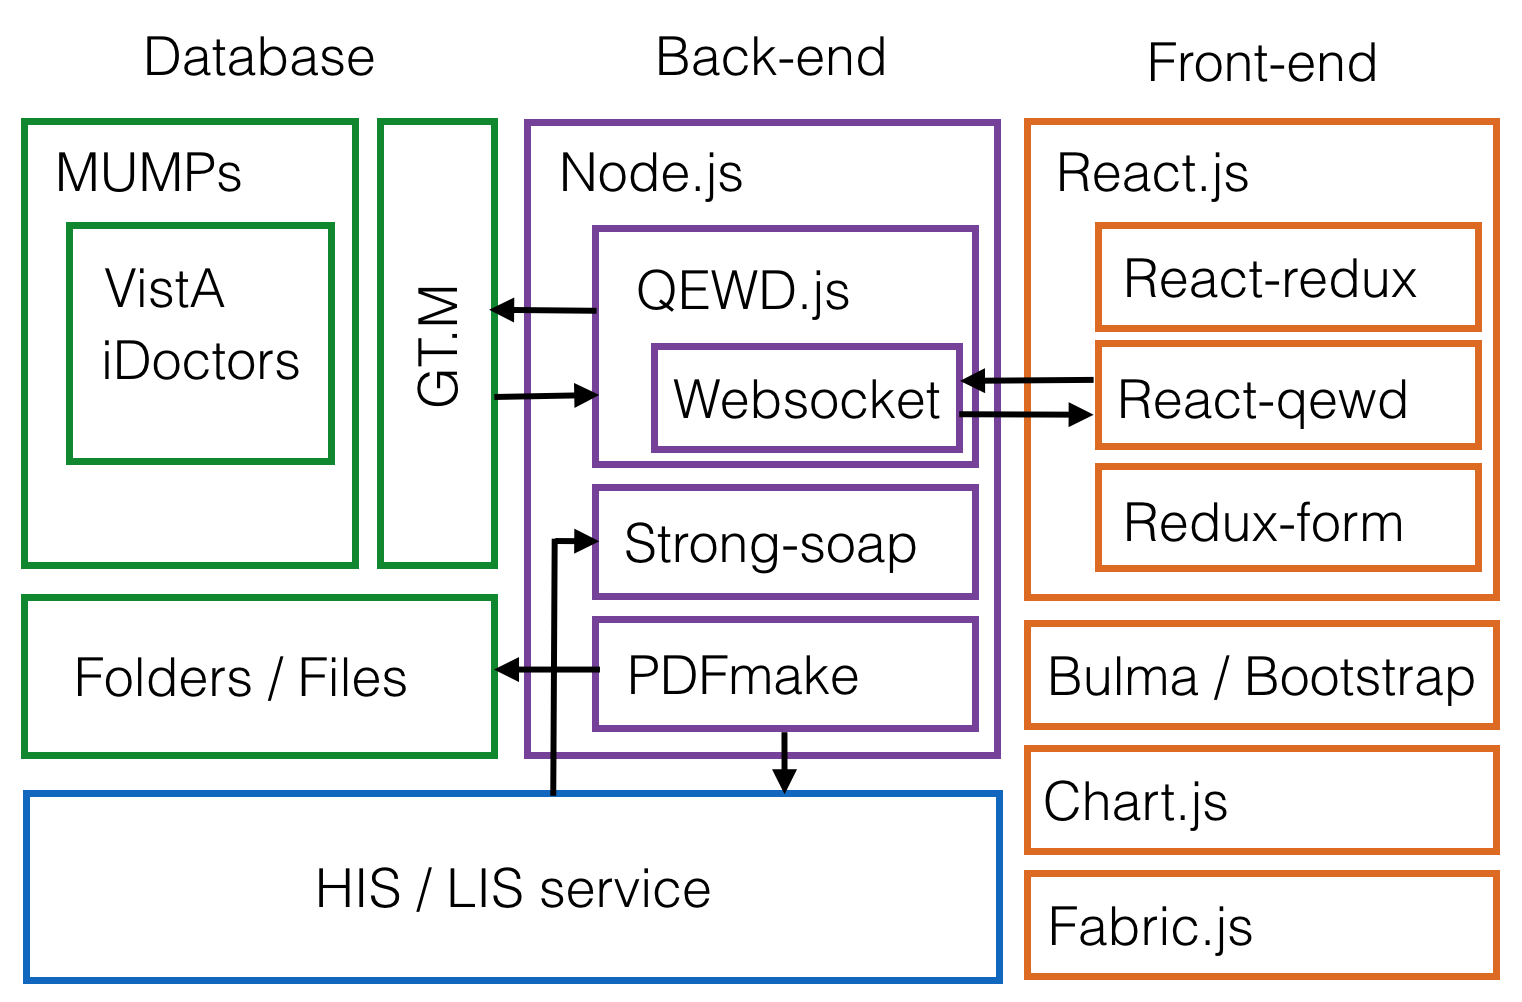 Database
Back-end
Front-end
MUMPs
VistA
iDoctors
GT.M
Folders / Files
Node.js
QEWD.js
Websocket
Strong-soap
PDFmake
HIS / LIS service
React.js
React-redux
React-qewd
Redux-form
Bulma / Bootstrap
Chart.js
Fabric.js